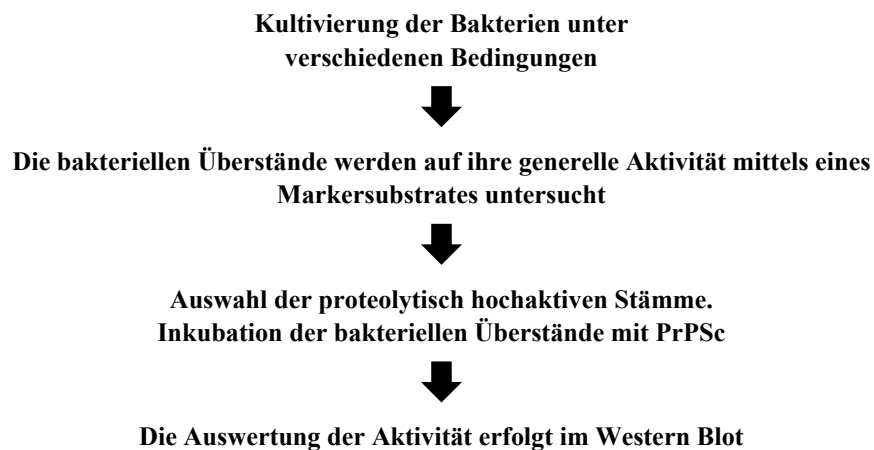 Kultivierung der Bakterien unter
verschiedenen Bedingungen
Die bakteriellen Überstände werden auf ihre generelle Aktivität mittels eines
Markersubstrates untersucht
Auswahl der proteolytisch hochaktiven Stämme.
Inkubation der bakteriellen Überstände mit PrPSc
Die Auswertung der Aktivität erfolgt im Western Blot